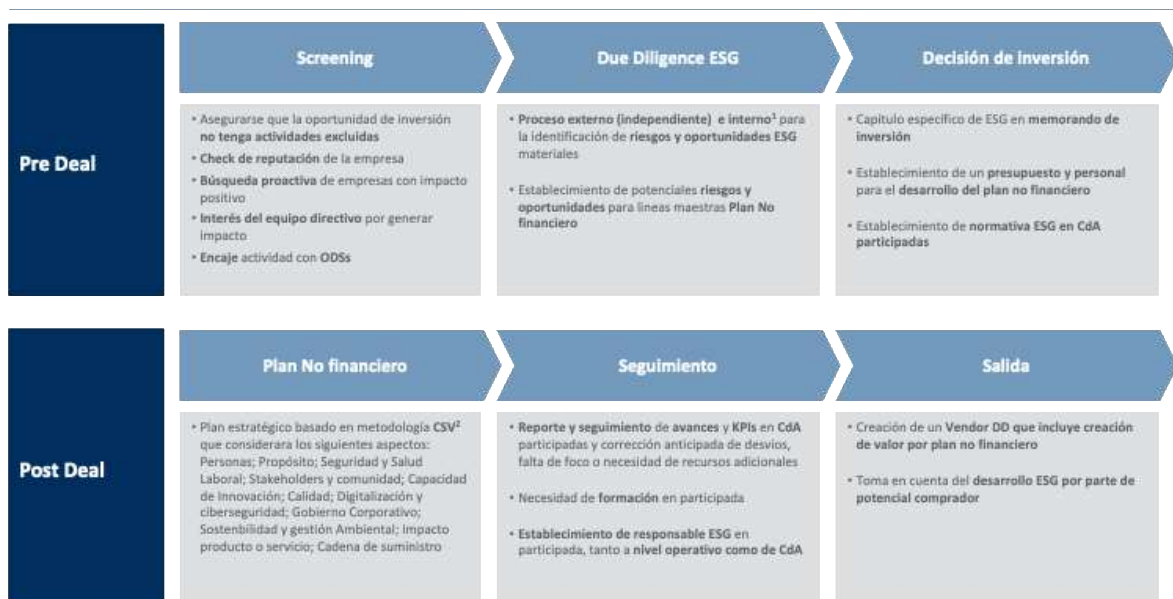 Pre Deal
Screening
• Asegurarse que la oportunidad de inversión
no tenga actividades excluidas
• Check de reputación de la empresa
• Búsqueda proactiva de empresas con impacto
positivo
• Interés del equipo directivo por generar
impacto
• Encaje actividad con ODSs
Due Diligence ESG
• Proceso externo (independiente) e interno¹ para
la identificación de riesgos y oportunidades ESG
materiales
• Establecimiento de potenciales riesgos y
oportunidades para lineas maestras Plan No
financiero
Decisión de inversión
• Capitulo específico de ESG en memorando de
inversión
• Establecimiento de un presupuesto y personal
para el desarrollo del plan no financiero
• Establecimiento de normativa ESG en CdA
participadas
Post Deal
Plan No financiero
• Plan estratégico basado en metodología CSV²
que considerara los siguientes aspectos:
Personas; Propósito; Seguridad y Salud
Laboral; Stakeholders y comunidad; Capacidad
de Innovación; Calidad; Digitalización y
ciberseguridad; Gobierno Corporativo;
Sostenbilidad y gestión Ambiental; Impacto
producto o servicio; Cadena de suministro
Seguimiento
• Reporte y seguimiento de avances y KPIs en CdA
participadas y corrección anticipada de desvios,
falta de foco o necesidad de recursos adicionales
• Necesidad de formación en participada
• Establecimiento de responsable ESG en
participada, tanto a nivel operativo como de CdA
Salida
• Creación de un Vendor DD que incluye creación
de valor por plan no financiero
• Toma en cuenta del desarrollo ESG por parte de
potencial comprador